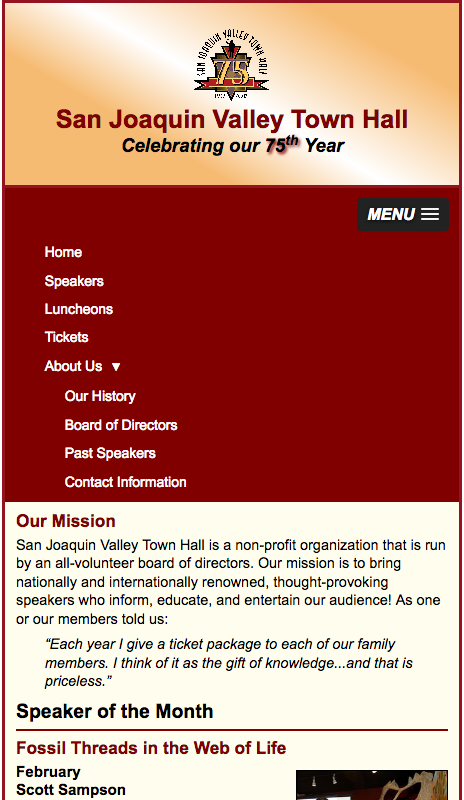 SAN JOAQUIN VALLEY TOWN HALL
75
San Joaquin Valley Town Hall
Celebrating our 75th Year
MENU
Home
Speakers
Luncheons
Tickets
About Us ▼
Our History
Board of Directors
Past Speakers
Contact Information
Our Mission
San Joaquin Valley Town Hall is a non-profit organization that is run
by an all-volunteer board of directors. Our mission is to bring
nationally and internationally renowned, thought-provoking
speakers who inform, educate, and entertain our audience! As one
or our members told us:
“Each year I give a ticket package to each of our family
members. I think of it as the gift of knowledge...and that is
priceless.”
Speaker of the Month
Fossil Threads in the Web of Life
February
Scott Sampson